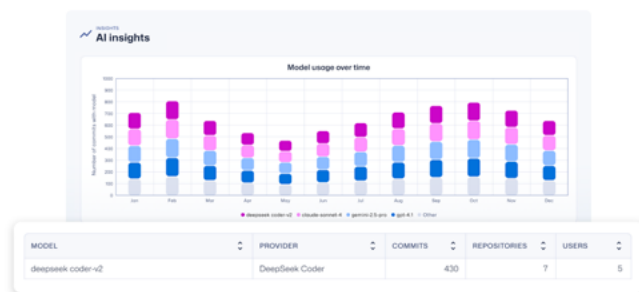 INSIGHTS
AI insights
Model usage over time
Number of commits with model
1000
900
800
700
600
500
400
300
200
100
0
Jan Feb Mar Apr May Jun Jul Aug Sep Oct Nov Dec
deepseek coder-v2 claude-sonnet-4 gemini-2.5-pro gpt-4.1 Other
MODEL PROVIDER COMMITS REPOSITORIES USERS
deepseek coder-v2 DeepSeek Coder 430 7 5